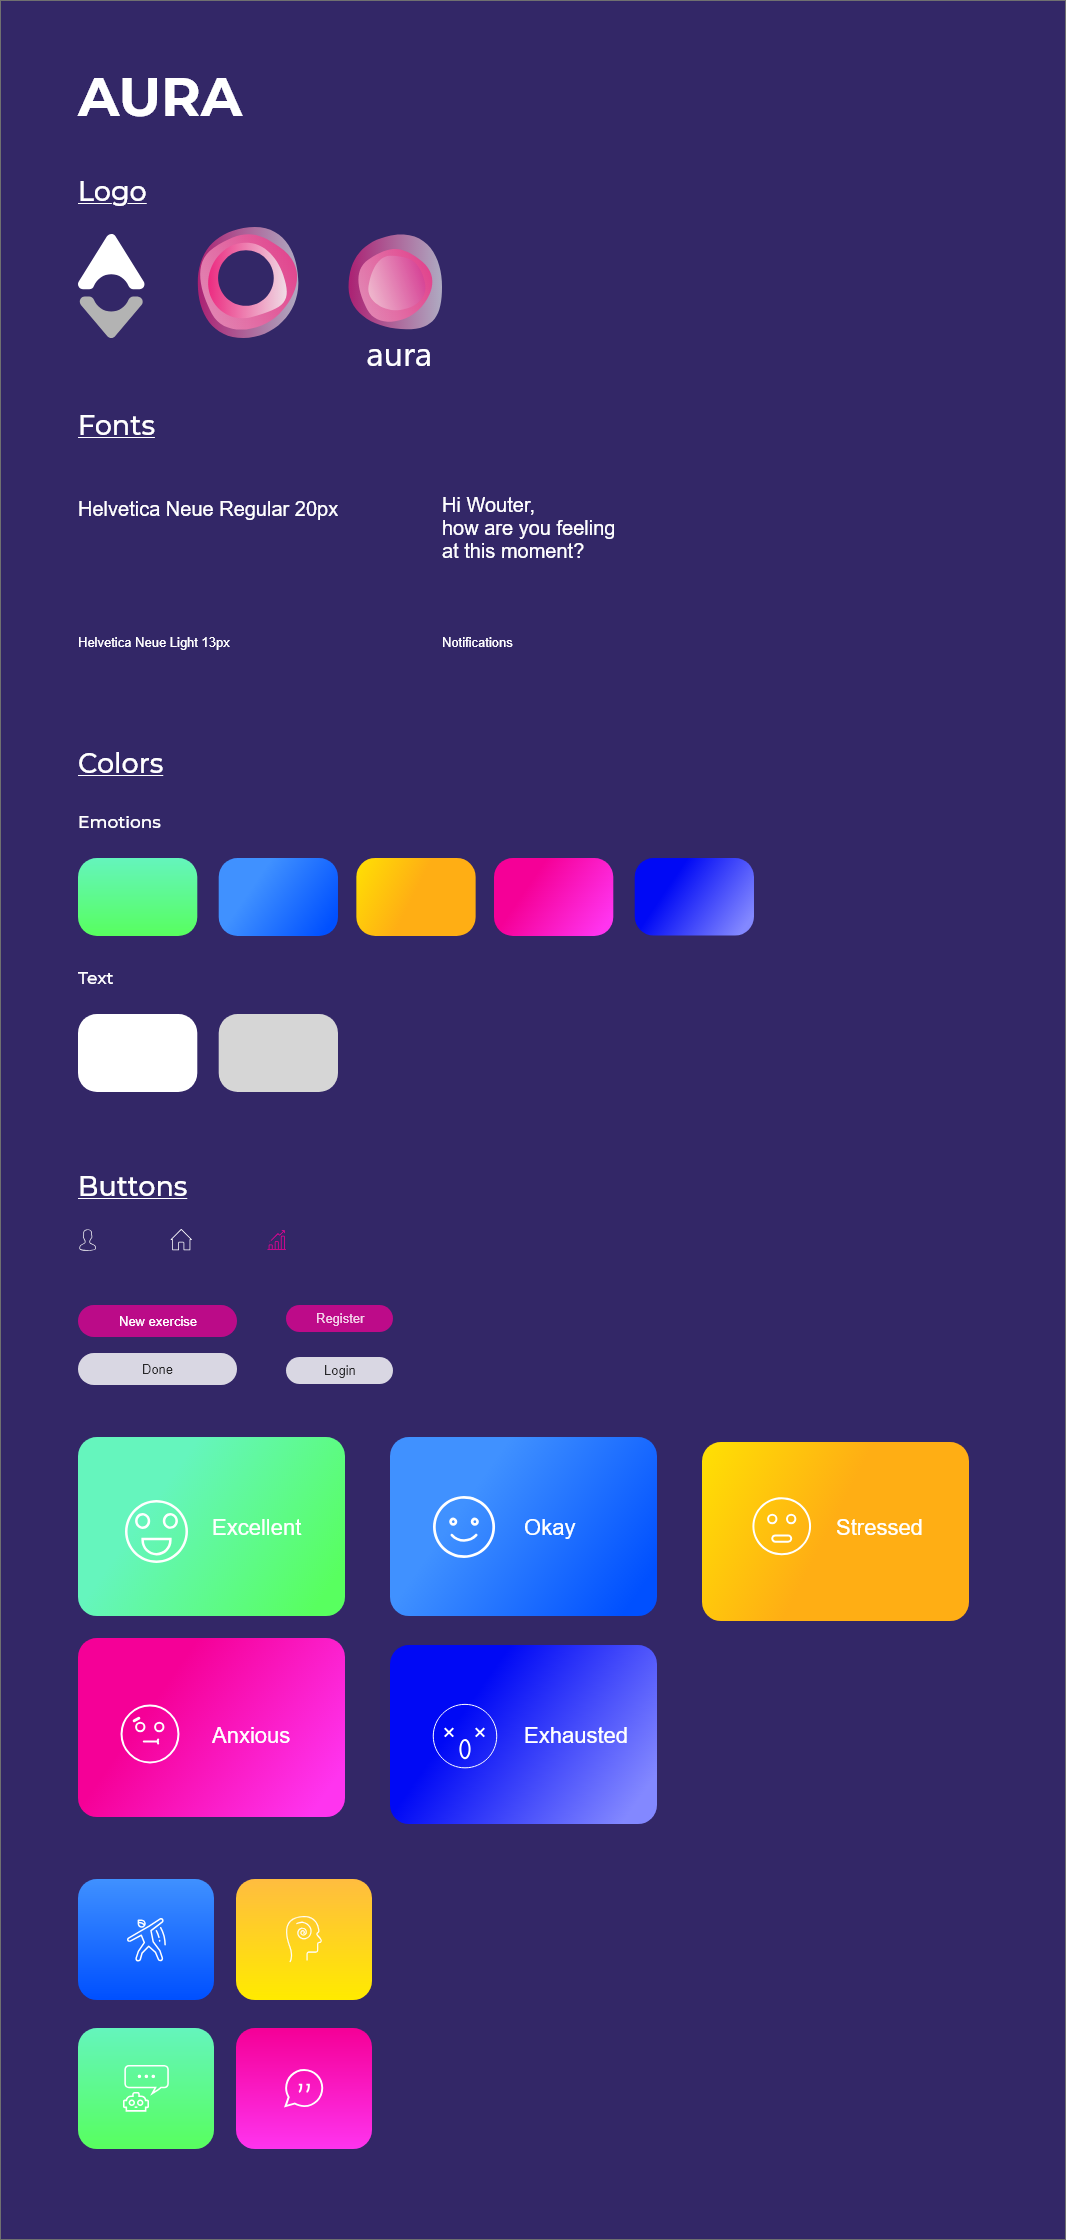 AURA
Logo
aura
Fonts
Helvetica Neue Regular 20px
Hi Wouter,
how are you feeling
at this moment?
Helvetica Neue Light 13px
Notifications
Colors
Emotions
Text
Buttons
New exercise
Register
Done
Login
Excellent
Okay
Stressed
Anxious
Exhausted